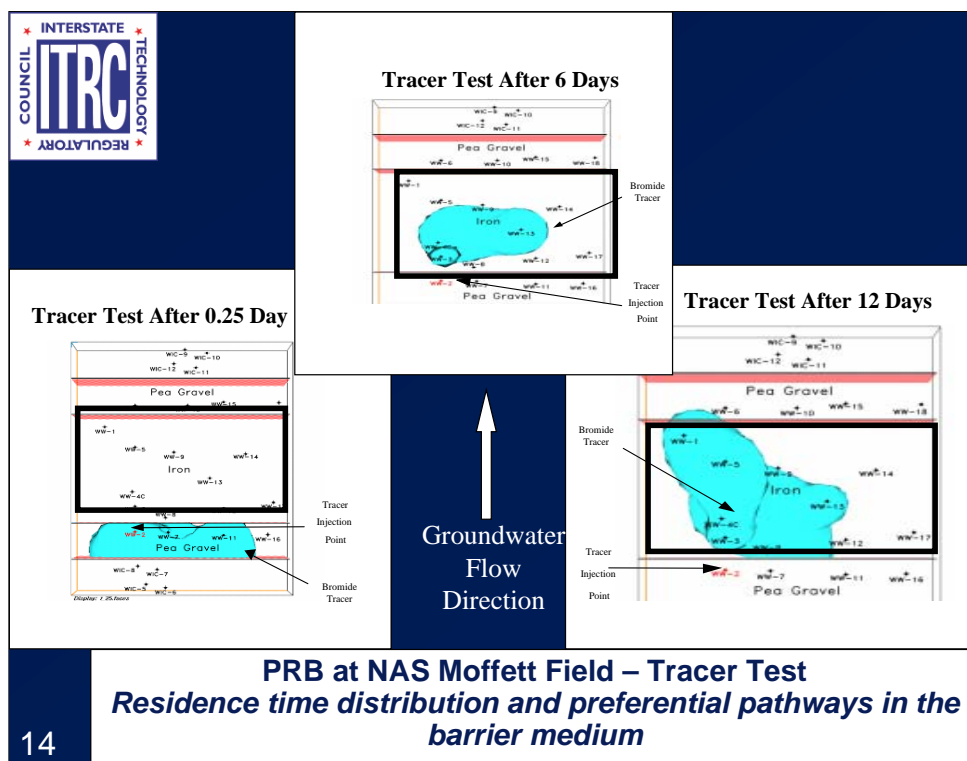 INTERSTATE
TECHNOLOGY
REGULATORY
COUNCIL
ITRC
Tracer Test After 6 Days
WIC-9
WIC-10
WIC-12
WIC-11
Pea Gravel
WW-6
WW-10
WW-15
WW-18
WW-1
WW-5
WW-9
WW-14
Iron
WW-13
WW-3
WW-8
WW-12
WW-17
WW-2
WW-7
WW-11
WW-16
Pea Gravel
Bromide
Tracer
Tracer
Injection
Point
Tracer Test After 0.25 Day
WIC-9
WIC-10
WIC-12
WIC-11
Pea Gravel
WW-15
WW-1
WW-5
WW-9
WW-14
Iron
WW-13
WW-4C
WW-8
WW-2
WW-7
WW-11
WW-16
Pea Gravel
WIC-8
WIC-7
WIC-5
WIC-6
Tracer
Injection
Point
Bromide
Tracer
Groundwater
Flow
Direction
Tracer Test After 12 Days
WIC-9
WIC-10
WIC-12
WIC-11
Pea Gravel
WW-6
WW-10
WW-15
WW-18
WW-1
WW-5
WW-9
WW-14
Iron
WW-13
WW-4C
WW-3
WW-8
WW-12
WW-17
WW-2
WW-7
WW-11
WW-16
Pea Gravel
Bromide
Tracer
Tracer
Injection
Point
PRB at NAS Moffett Field – Tracer Test
Residence time distribution and preferential pathways in the
barrier medium
14